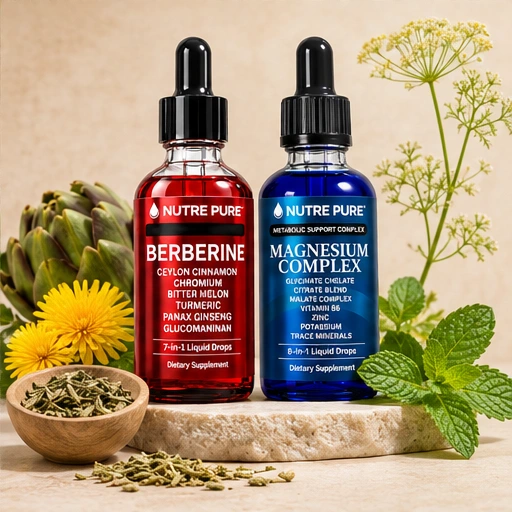 NUTRE PURE
BERBERINE
CEYLON CINNAMON
CHROMIUM
BITTER MELON
TURMERIC
PANAX GINSENG
GLUCOMANINAN
7-in-1 Liquid Drops
Dietary Supplement
NUTRE PURE
METABOLIC SUPPORT COMPLEX
MAGNESIUM
COMPLEX
GLYCINATE CHELATE
CITRATE BLEND
MALATE COMPLEX
VITAMIN B6
ZINC
POTASSIUM
TRACE MINERALS
8-in-1 Liquid Drops
Dietary Supplement